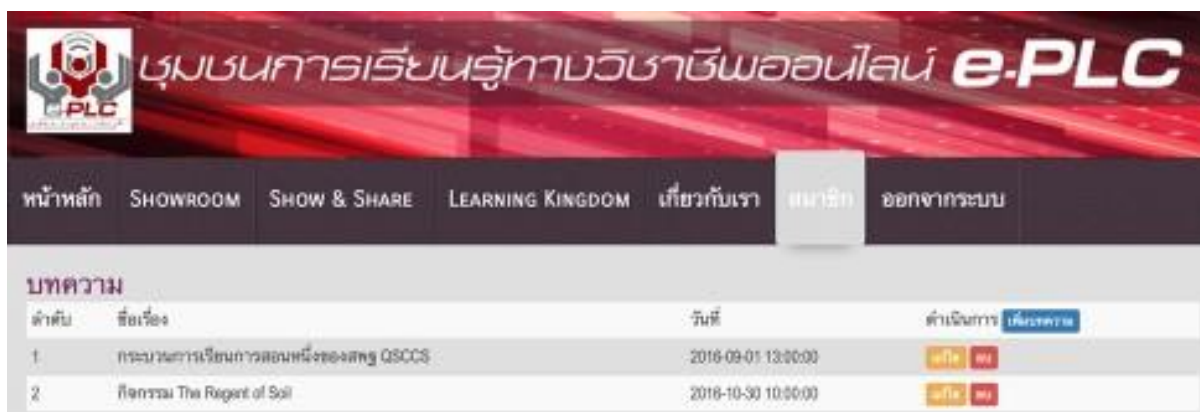 ชุมชนการเรียนรู้ทางวิชาชีพออนไลน์ e-PLC
e-PLC
หน้าหลัก SHOWROOM SHOW & SHARE LEARNING KINGDOM เกี่ยวกับเรา สมาชิก ออกจากระบบ
บทความ
ลำดับ ชื่อเรื่อง วันที่ ดำเนินการ เพิ่มบทความ
1 กระบวนการเรียนการสอนหนึ่งของสพฐ QSCCS 2016-09-01 13:00:00 แก้ไข ลบ
2 กิจกรรม The Regent of Soil 2016-10-30 10:00:00 แก้ไข ลบ